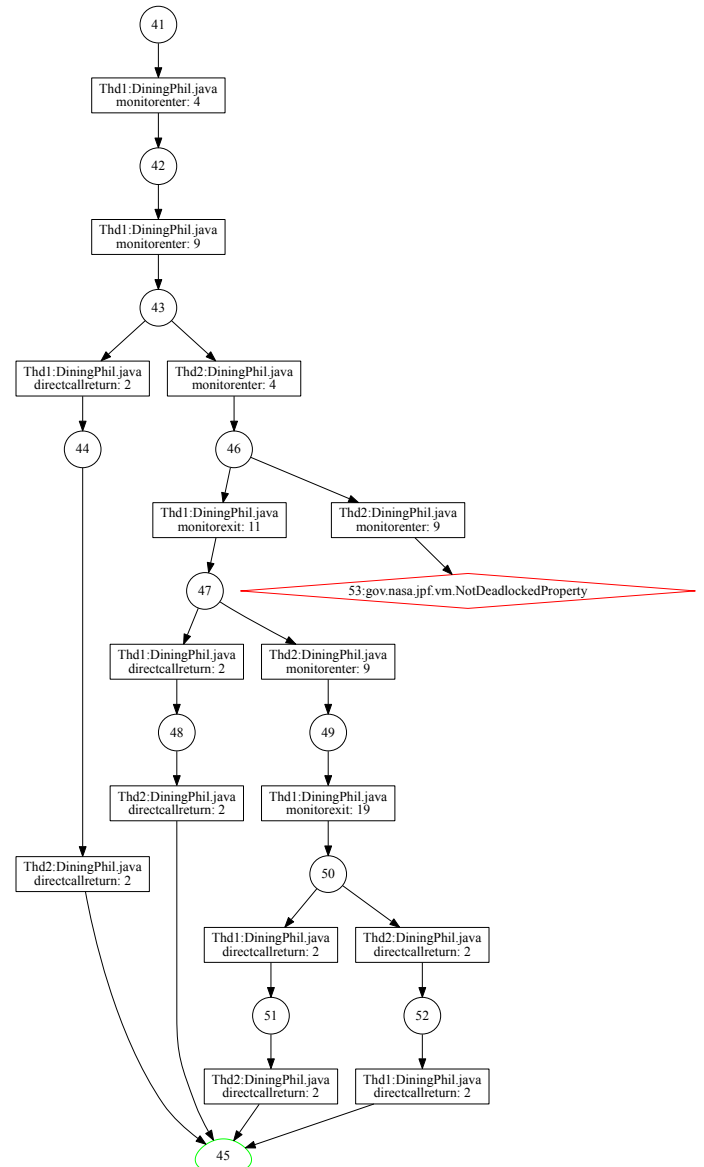 41
Thd1:DiningPhil.java
monitorenter: 4
42
Thd1:DiningPhil.java
monitorenter: 9
43
Thd1:DiningPhil.java
directcallreturn: 2
Thd2:DiningPhil.java
monitorenter: 4
44
46
Thd1:DiningPhil.java
monitorexit: 11
Thd2:DiningPhil.java
monitorenter: 9
47
53:gov.nasa.jpf.vm.NotDeadlockedProperty
Thd1:DiningPhil.java
directcallreturn: 2
Thd2:DiningPhil.java
monitorenter: 9
48
49
Thd2:DiningPhil.java
directcallreturn: 2
Thd1:DiningPhil.java
monitorexit: 19
Thd2:DiningPhil.java
directcallreturn: 2
50
Thd1:DiningPhil.java
directcallreturn: 2
Thd2:DiningPhil.java
directcallreturn: 2
51
52
Thd2:DiningPhil.java
directcallreturn: 2
Thd1:DiningPhil.java
directcallreturn: 2
45